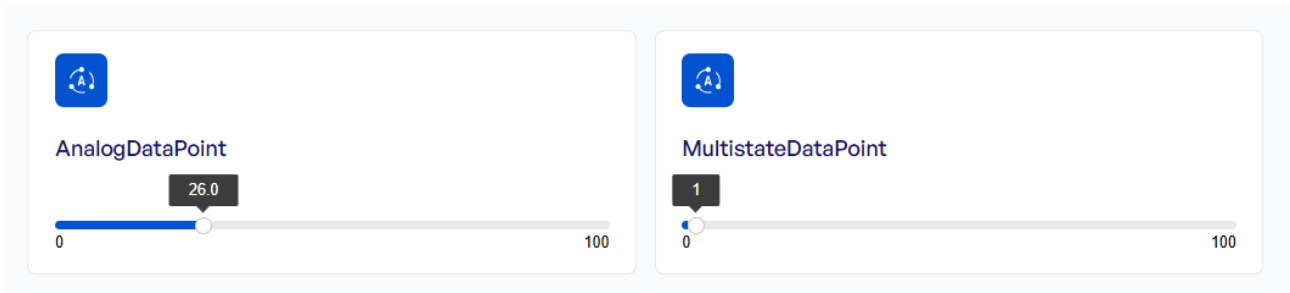 A
AnalogDataPoint
26.0
0 100
A
MultistateDataPoint
1
0 100